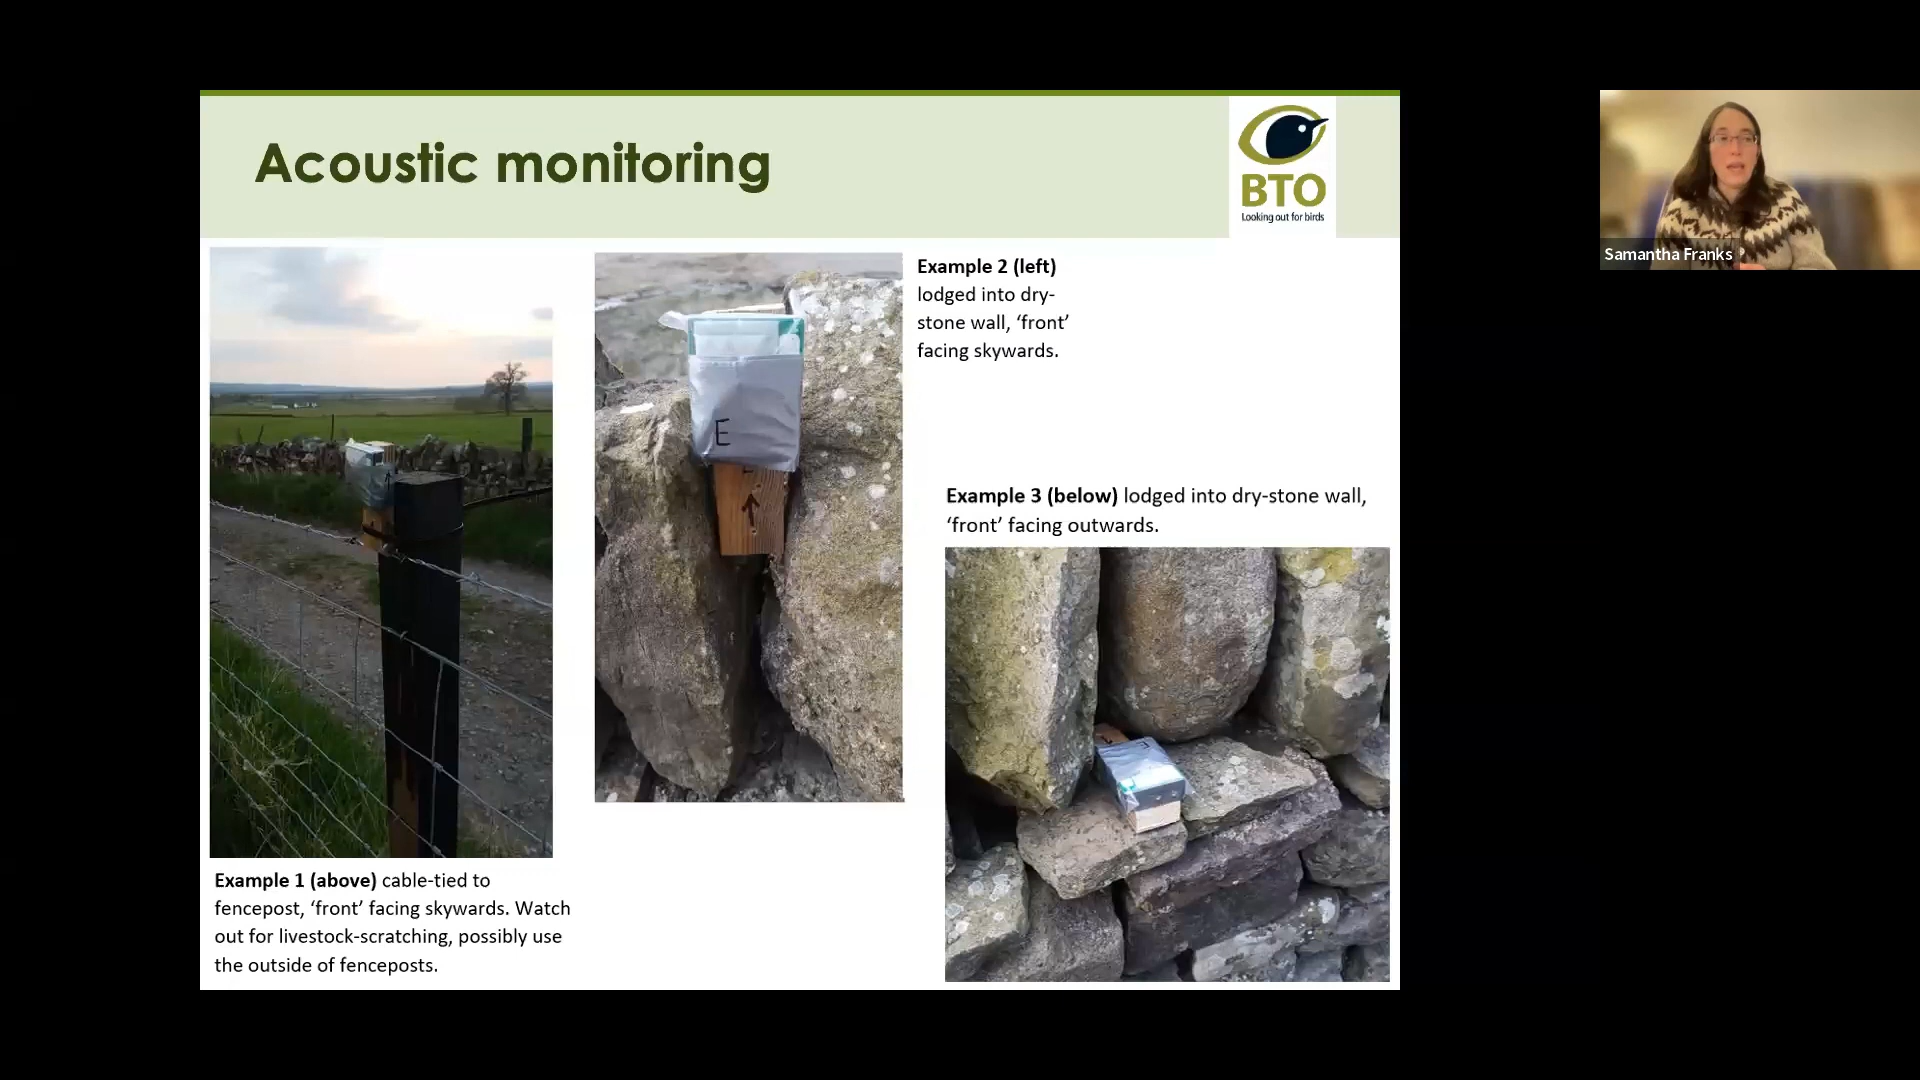 Acoustic monitoring
BTO
Looking out for birds
Samantha Franks
Example 2 (left)
lodged into dry-
stone wall, ‘front’
facing skywards.
E
Example 3 (below) lodged into dry-stone wall,
‘front’ facing outwards.
Example 1 (above) cable-tied to
fencepost, ‘front’ facing skywards. Watch
out for livestock-scratching, possibly use
the outside of fenceposts.